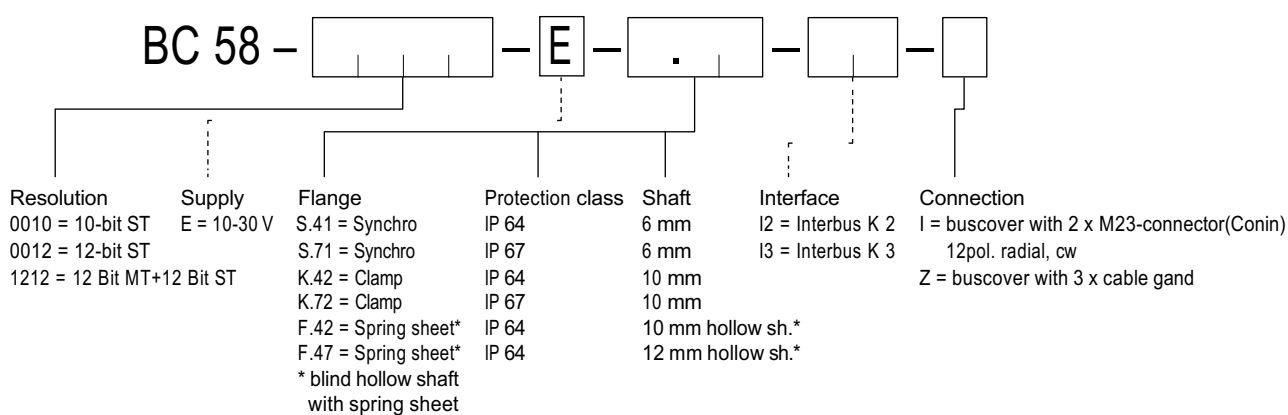 BC 58 – – E – . – –
Resolution Supply Flange Protection class Shaft Interface Connection
0010 = 10-bit ST E = 10-30 V S.41 = Synchro IP 64 6 mm I2 = Interbus K 2 I = buscover with 2 x M23-connector(Conin)
0012 = 12-bit ST S.71 = Synchro IP 67 6 mm I3 = Interbus K 3 12pol. radial, cw
1212 = 12 Bit MT+12 Bit ST K.42 = Clamp IP 64 10 mm Z = buscover with 3 x cable gand
K.72 = Clamp IP 67 10 mm
F.42 = Spring sheet* IP 64 10 mm hollow sh.*
F.47 = Spring sheet* IP 64 12 mm hollow sh.*
* blind hollow shaft
with spring sheet